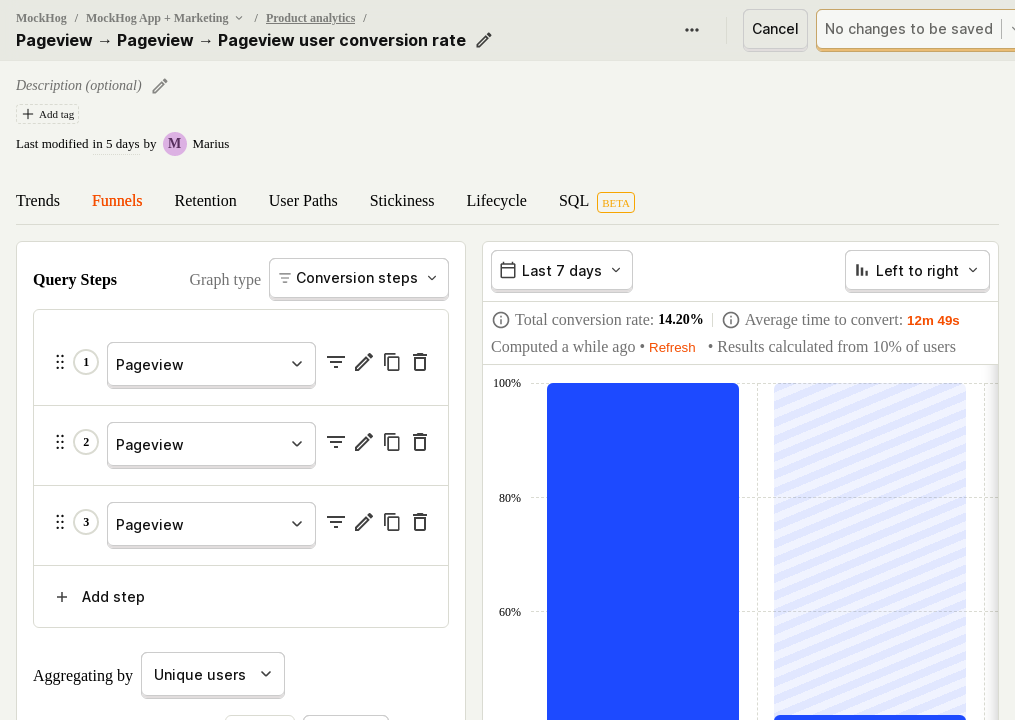 MockHog / MockHog App + Marketing / Product analytics /
Pageview → Pageview → Pageview user conversion rate
Cancel
No changes to be saved
Description (optional)
Add tag
Last modified in 5 days by M Marius
Trends Funnels Retention User Paths Stickiness Lifecycle SQL BETA
Query Steps
Graph type Conversion steps
1 Pageview
2 Pageview
3 Pageview
Add step
Aggregating by Unique users
Last 7 days
Left to right
Total conversion rate: 14.20% Average time to convert: 12m 49s
Computed a while ago • Refresh • Results calculated from 10% of users
100%
80%
60%